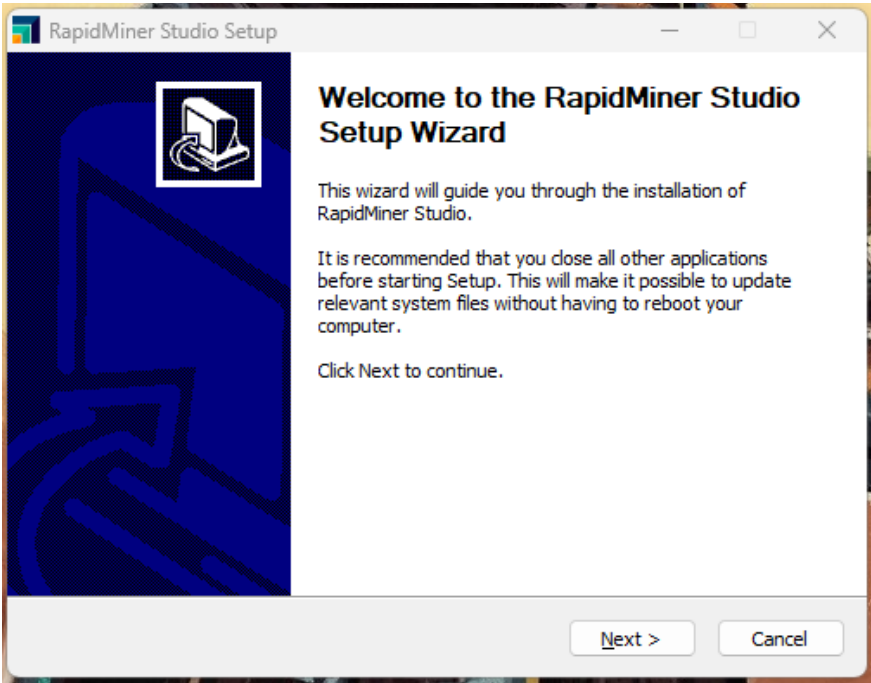 RapidMiner Studio Setup
Welcome to the RapidMiner Studio
Setup Wizard
This wizard will guide you through the installation of
RapidMiner Studio.
It is recommended that you close all other applications
before starting Setup. This will make it possible to update
relevant system files without having to reboot your
computer.
Click Next to continue.
Next >
Cancel